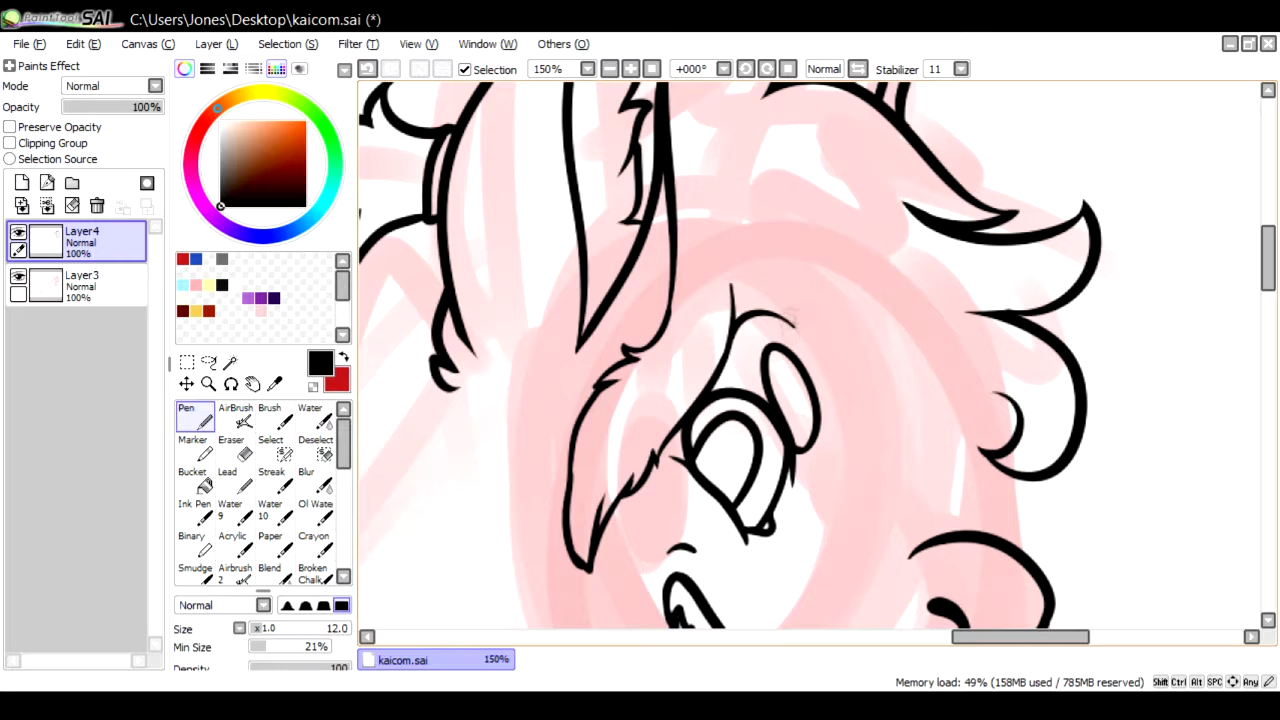 PaintTool SAI C:\Users\Jones\Desktop\kaicom.sai (*)
File (F) Edit (E) Canvas (C) Layer (L) Selection (S) Filter (T) View (V) Window (W) Others (O)
Paints Effect
Selection 150% +000° Normal Stabilizer 11
Mode Normal
Opacity 100%
Preserve Opacity
Clipping Group
Selection Source
Layer4
Normal
100%
Layer3
Normal
100%
Pen AirBrush Brush Water
Marker Eraser Select Deselect
Bucket Lead Streak Blur
Ink Pen Water 9 Water 10 Ol Wate
Binary Acrylic Paper Crayon
Smudge Airbrush 2 Blend Broken Chalk
Normal
Size x1.0 12.0
Min Size 21%
Density 100
kaicom.sai 150%
Memory load: 49% (158MB used / 785MB reserved) Shift Ctrl Alt SPC Any